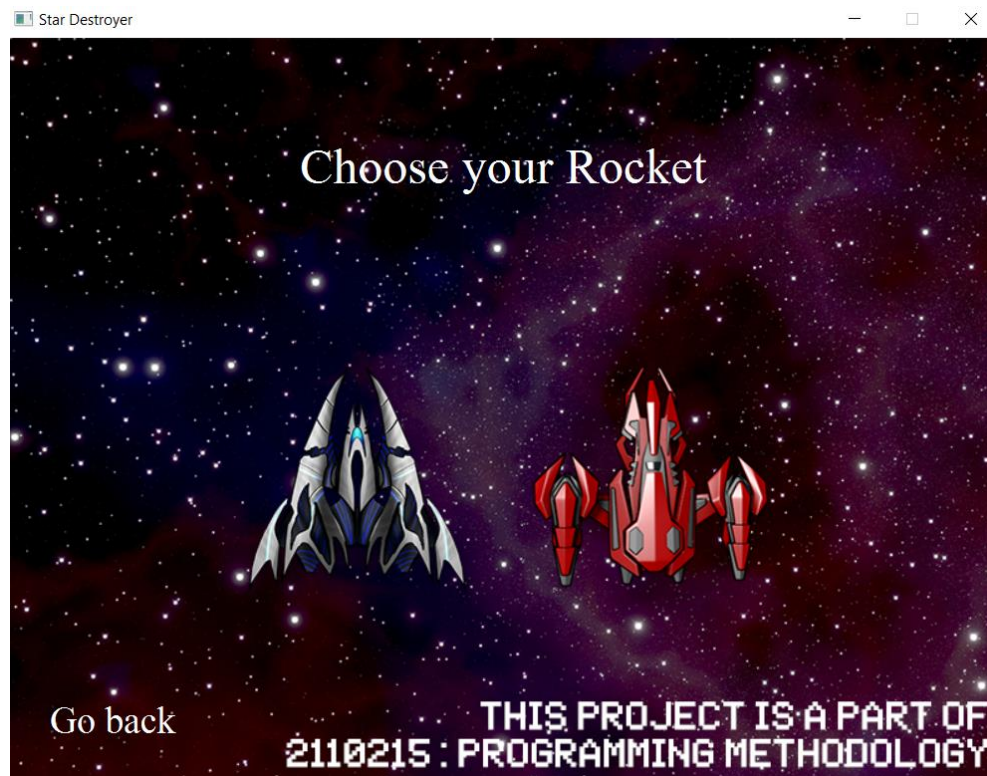 Star Destroyer
Choose your Rocket
Go back
THIS PROJECT IS A PART OF
2110215 : PROGRAMMING METHODOLOGY